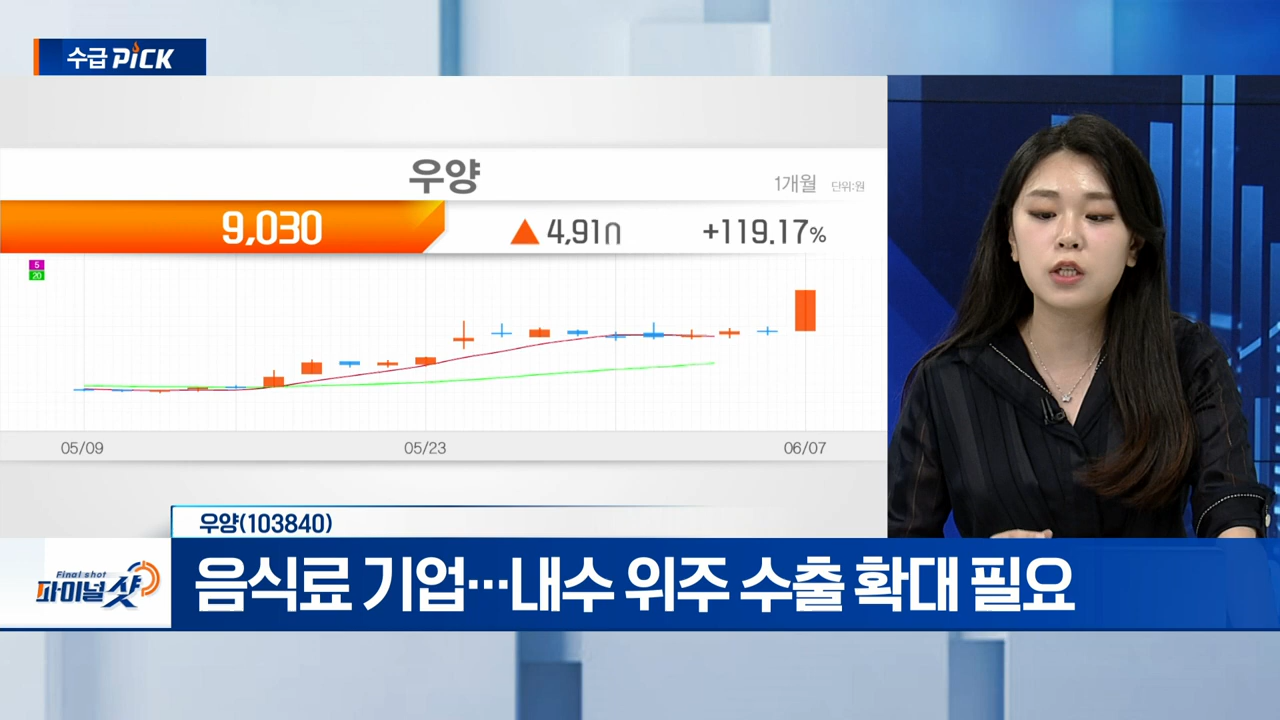 수급 PiCK
우양
1개월 단위:원
9,030 ▲ 4,910 +119.17%
5
20
05/09 05/23 06/07
우양(103840)
Final shot
파이널 샷
음식료 기업…내수 위주 수출 확대 필요